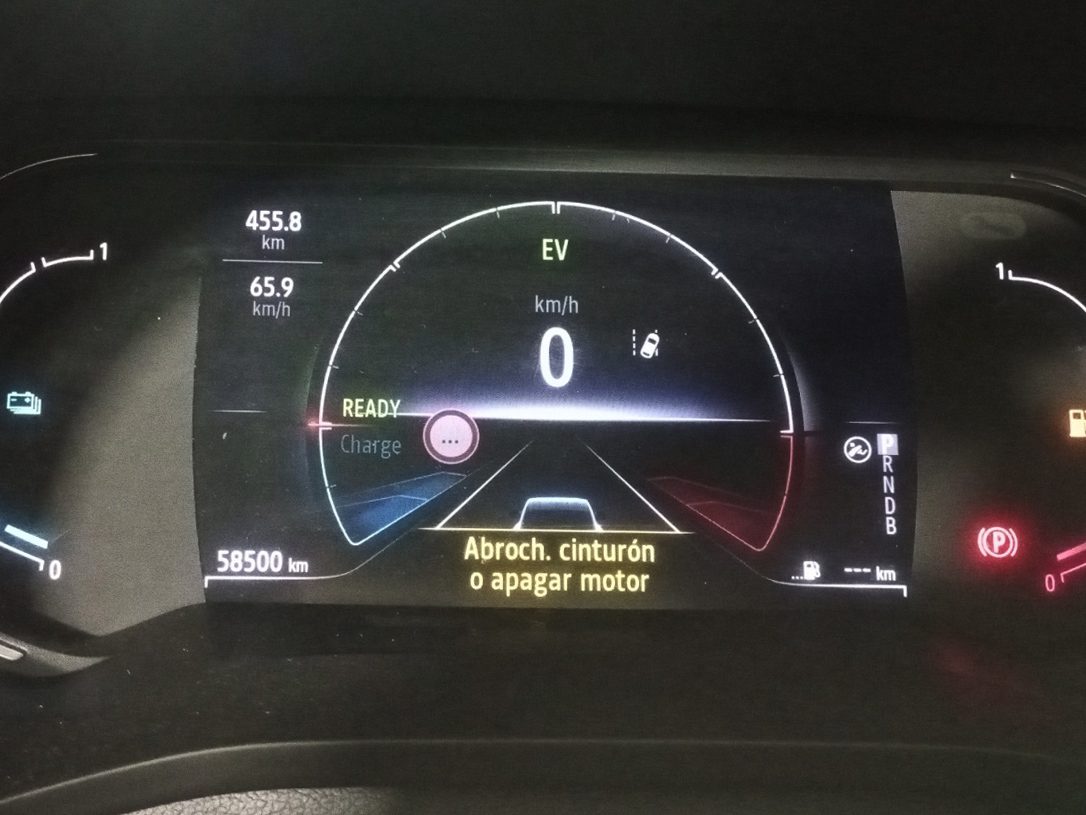 455.8
km
65.9
km/h
EV
km/h
0
READY
Charge
...
P
R
N
D
B
58500 km
Abroch. cinturón
o apagar motor
... --- km
1
0
1
0
P